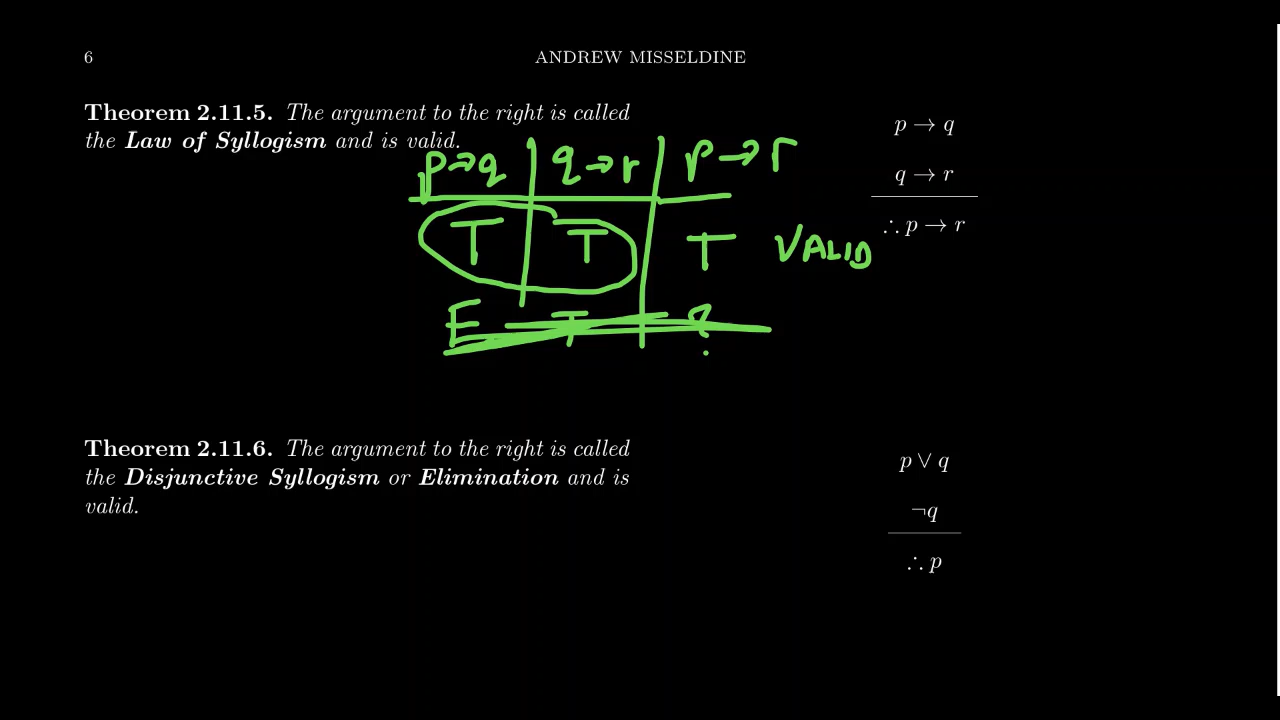 6 ANDREW MISSELDINE
Theorem 2.11.5. The argument to the right is called
the Law of Syllogism and is valid.
p → q
q → r
∴ p → r
p→q q→r p→r
T T T VALID
F T ?
Theorem 2.11.6. The argument to the right is called
the Disjunctive Syllogism or Elimination and is
valid.
p ∨ q
¬q
∴ p